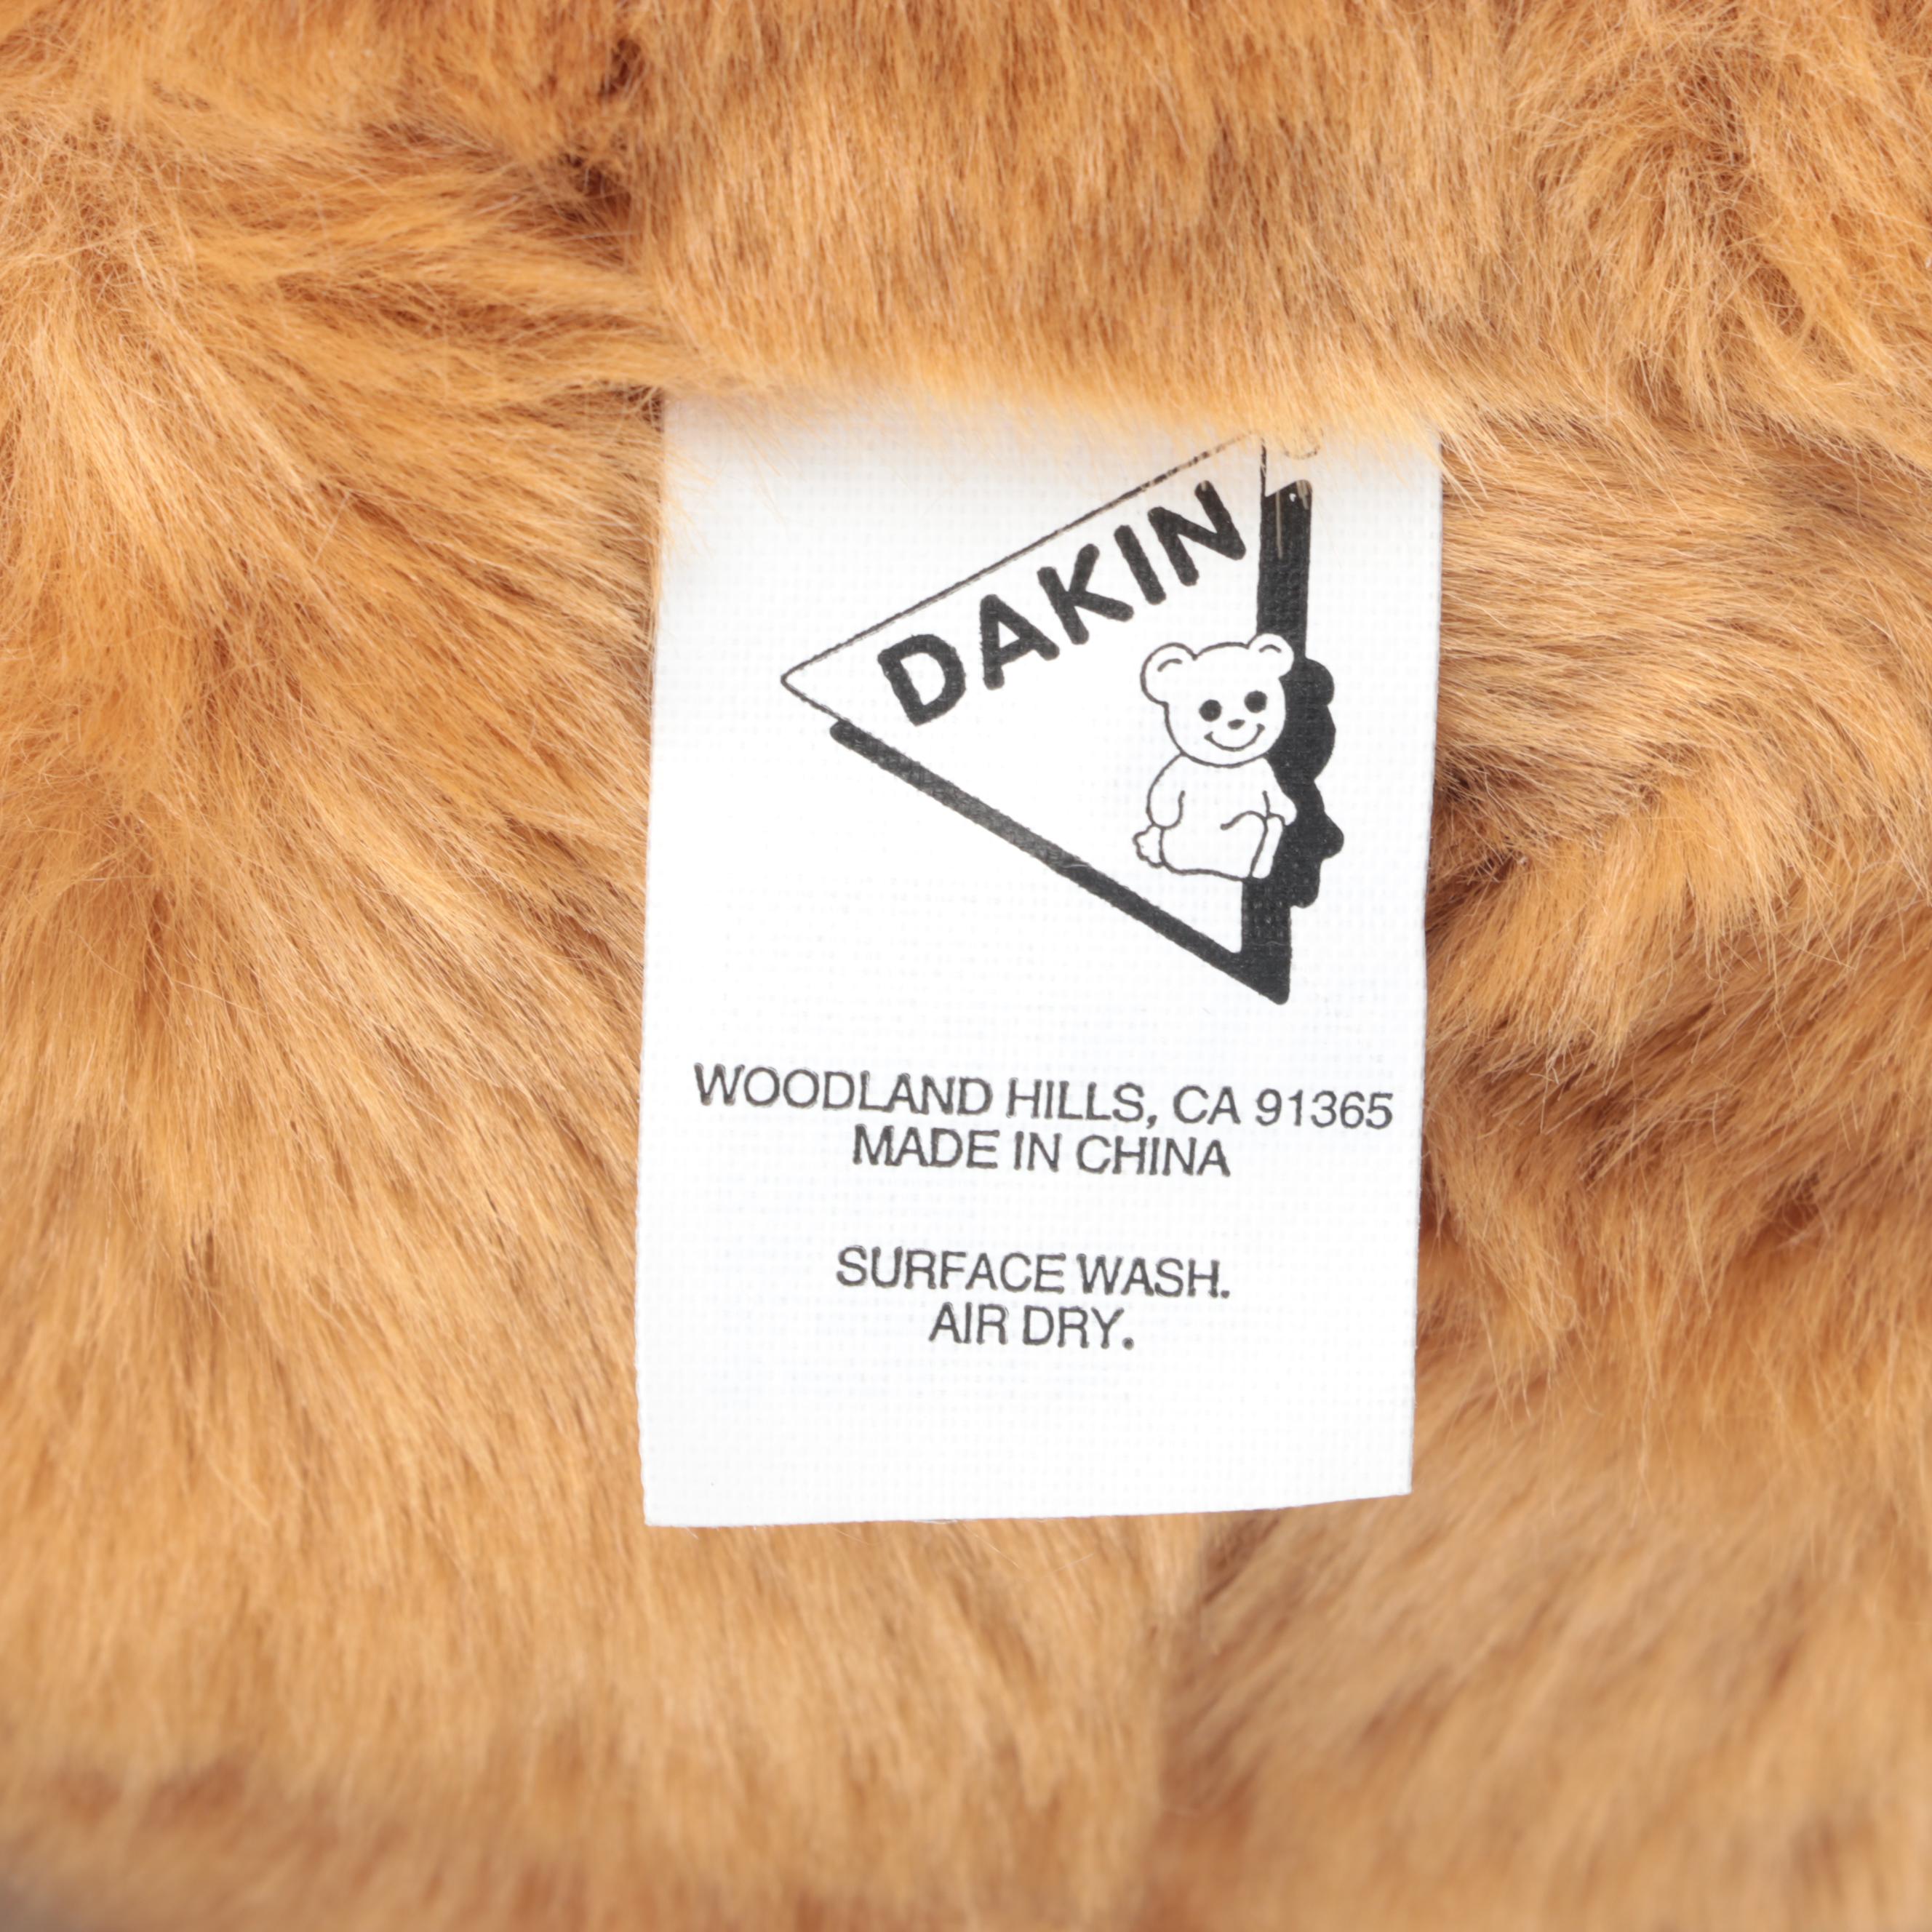 DAKIN
WOODLAND HILLS, CA 91365
MADE IN CHINA
SURFACE WASH.
AIR DRY.